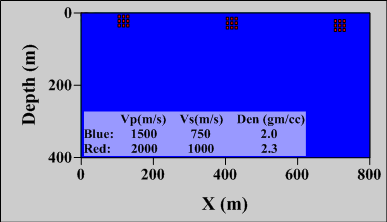 0
200
400
Depth (m)
Vp(m/s) Vs(m/s) Den (gm/cc)
Blue: 1500 750 2.0
Red: 2000 1000 2.3
0 200 400 600 800
X (m)